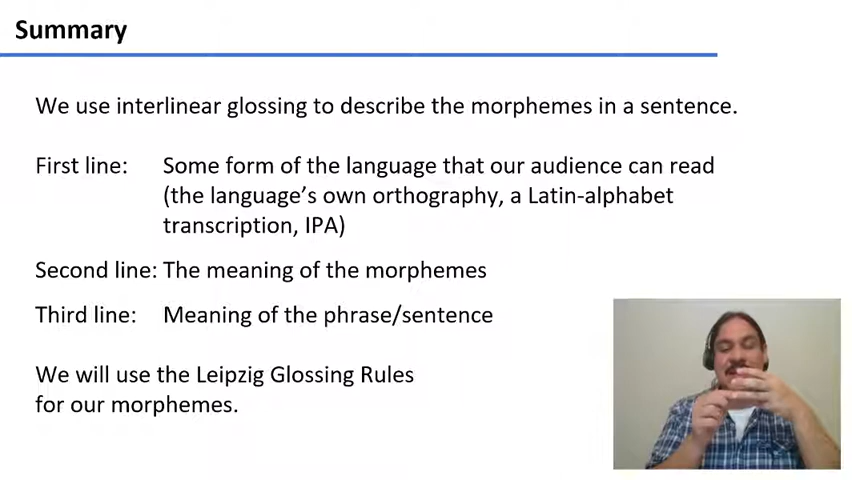 Summary
We use interlinear glossing to describe the morphemes in a sentence.
First line: Some form of the language that our audience can read
(the language’s own orthography, a Latin-alphabet
transcription, IPA)
Second line: The meaning of the morphemes
Third line: Meaning of the phrase/sentence
We will use the Leipzig Glossing Rules
for our morphemes.